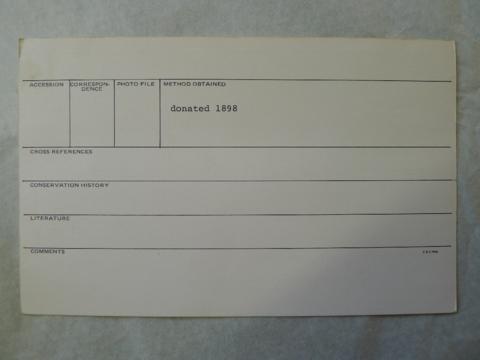 ACCESSION CORRESPON-DENCE PHOTO FILE METHOD OBTAINED
donated 1898
CROSS REFERENCES
CONSERVATION HISTORY
LITERATURE
COMMENTS